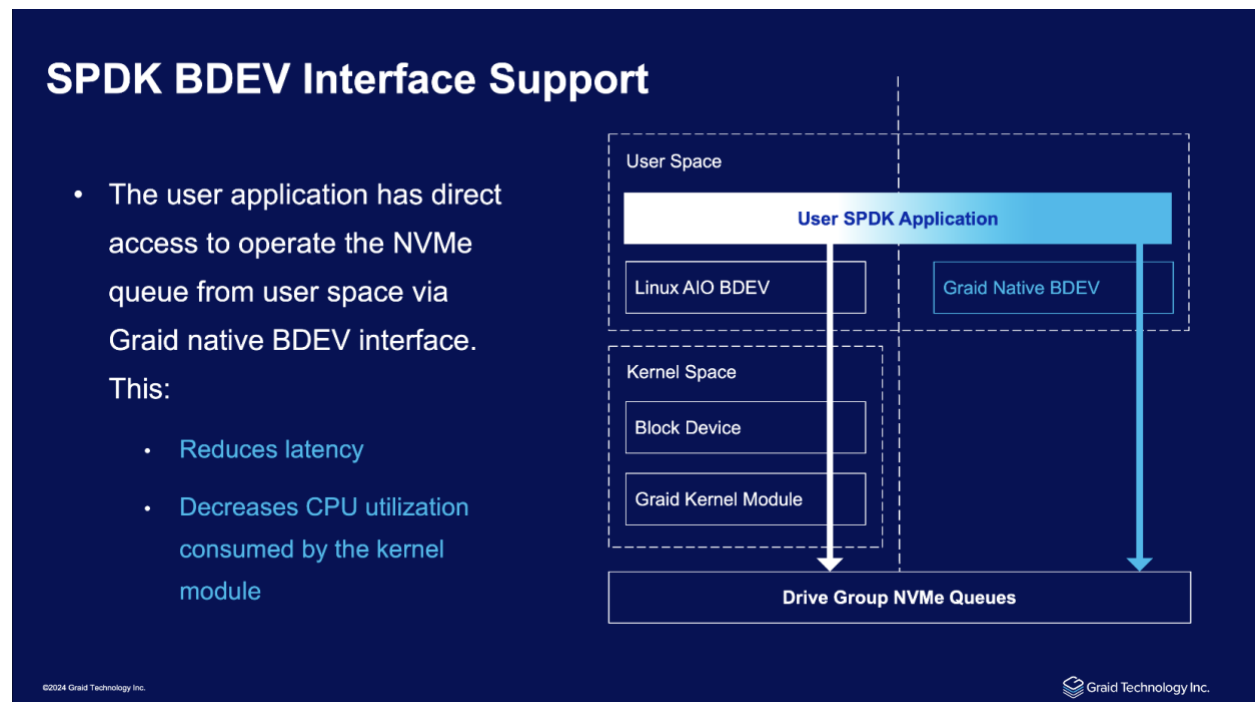 SPDK BDEV Interface Support
• The user application has direct
access to operate the NVMe
queue from user space via
Graid native BDEV interface.
This:
• Reduces latency
• Decreases CPU utilization
consumed by the kernel
module
User Space
User SPDK Application
Linux AIO BDEV
Graid Native BDEV
Kernel Space
Block Device
Graid Kernel Module
Drive Group NVMe Queues
©2024 Graid Technology Inc.
Graid Technology Inc.